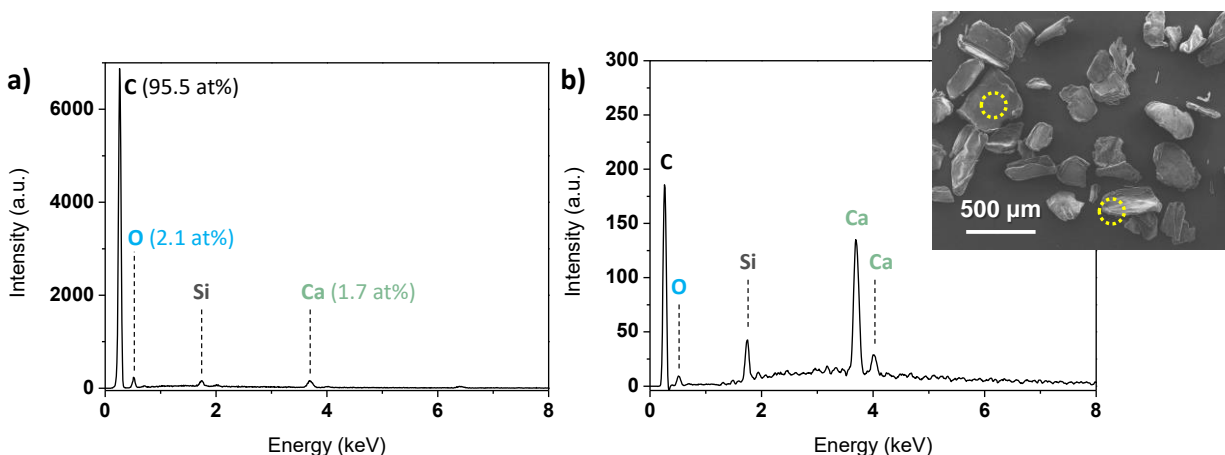 a)
Intensity (a.u.)
6000
4000
2000
0
C (95.5 at%)
O (2.1 at%)
Si
Ca (1.7 at%)
0 2 4 6 8
Energy (keV)
b)
Intensity (a.u.)
300
250
200
150
100
50
0
C
O
Si
Ca
Ca
0 2 4 6 8
Energy (keV)
500 µm